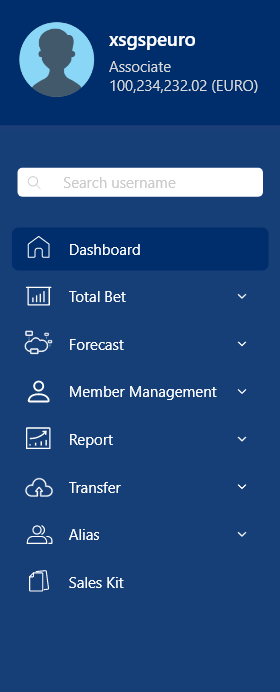 xsgspeuro
Associate
100,234,232.02 (EURO)
Search username
Dashboard
Total Bet
Forecast
Member Management
Report
Transfer
Alias
Sales Kit